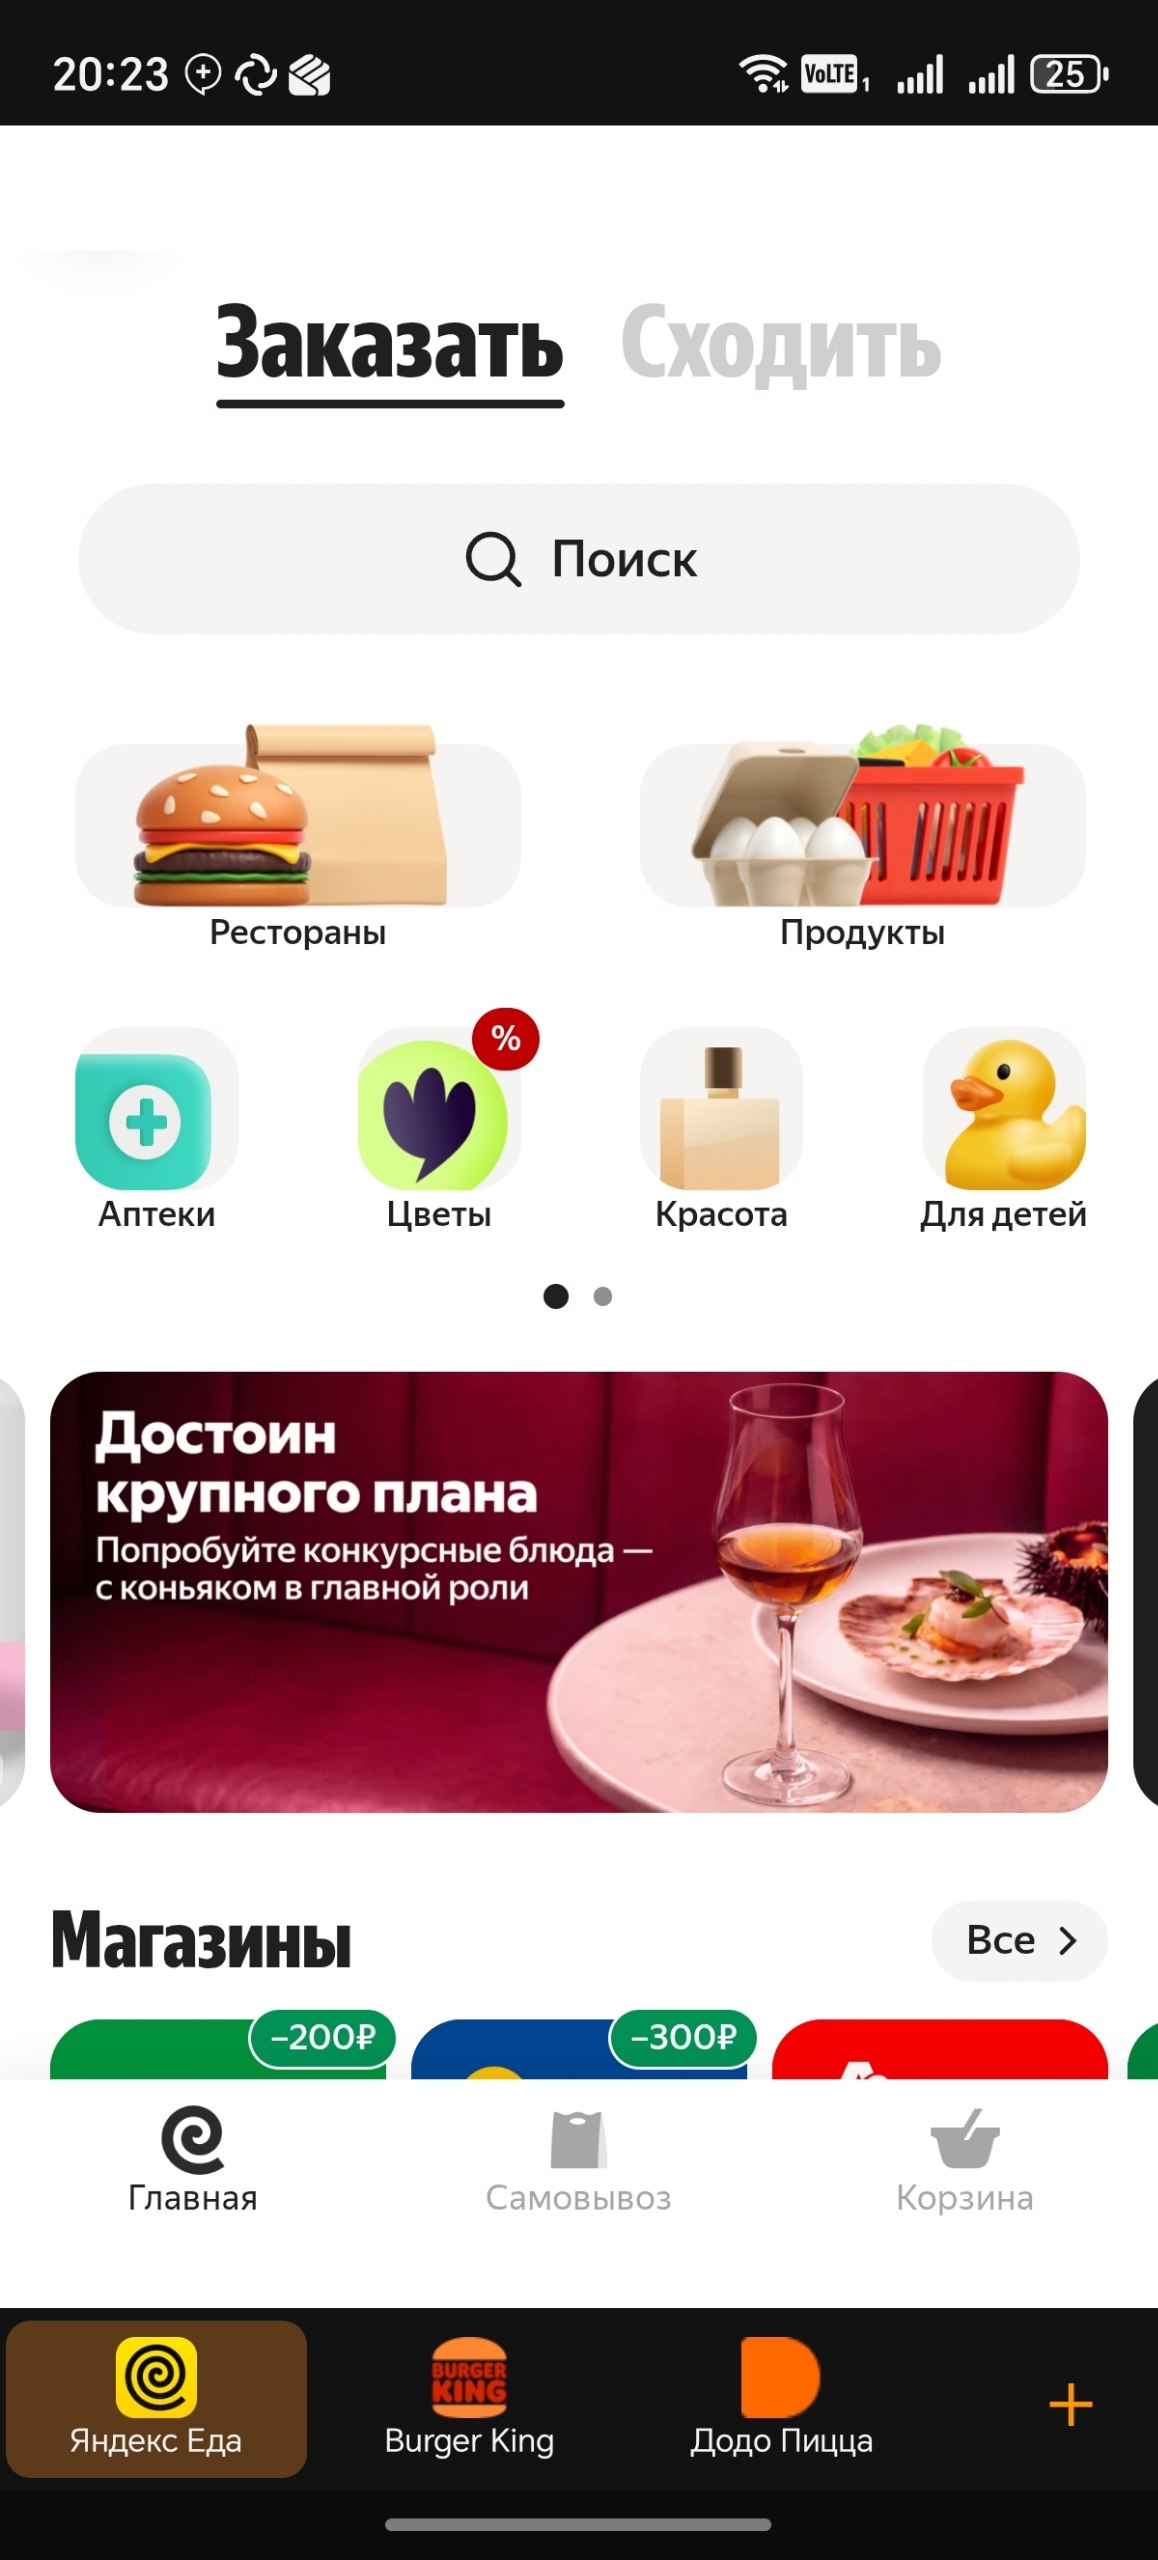 20:23
VoLTE 1
25
Заказать Сходить
Поиск
Рестораны
Продукты
%
Аптеки
Цветы
Красота
Для детей
Достоин
крупного плана
Попробуйте конкурсные блюда —
с коньяком в главной роли
Магазины
Все
–200₽
–300₽
Главная
Самовывоз
Корзина
BURGER
KING
Яндекс Еда
Burger King
Додо Пицца